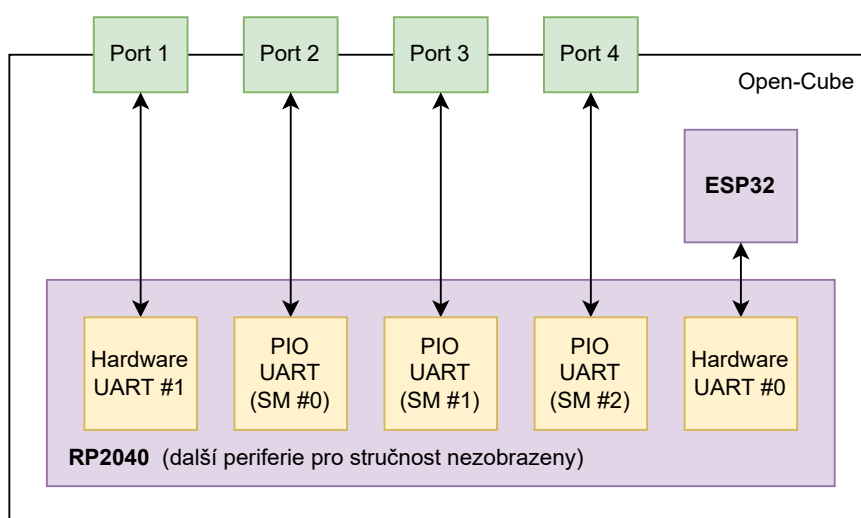 Port 1
Port 2
Port 3
Port 4
Open-Cube
ESP32
Hardware
UART #1
PIO
UART
(SM #0)
PIO
UART
(SM #1)
PIO
UART
(SM #2)
Hardware
UART #0
RP2040 (další periferie pro stručnost nezobrazeny)